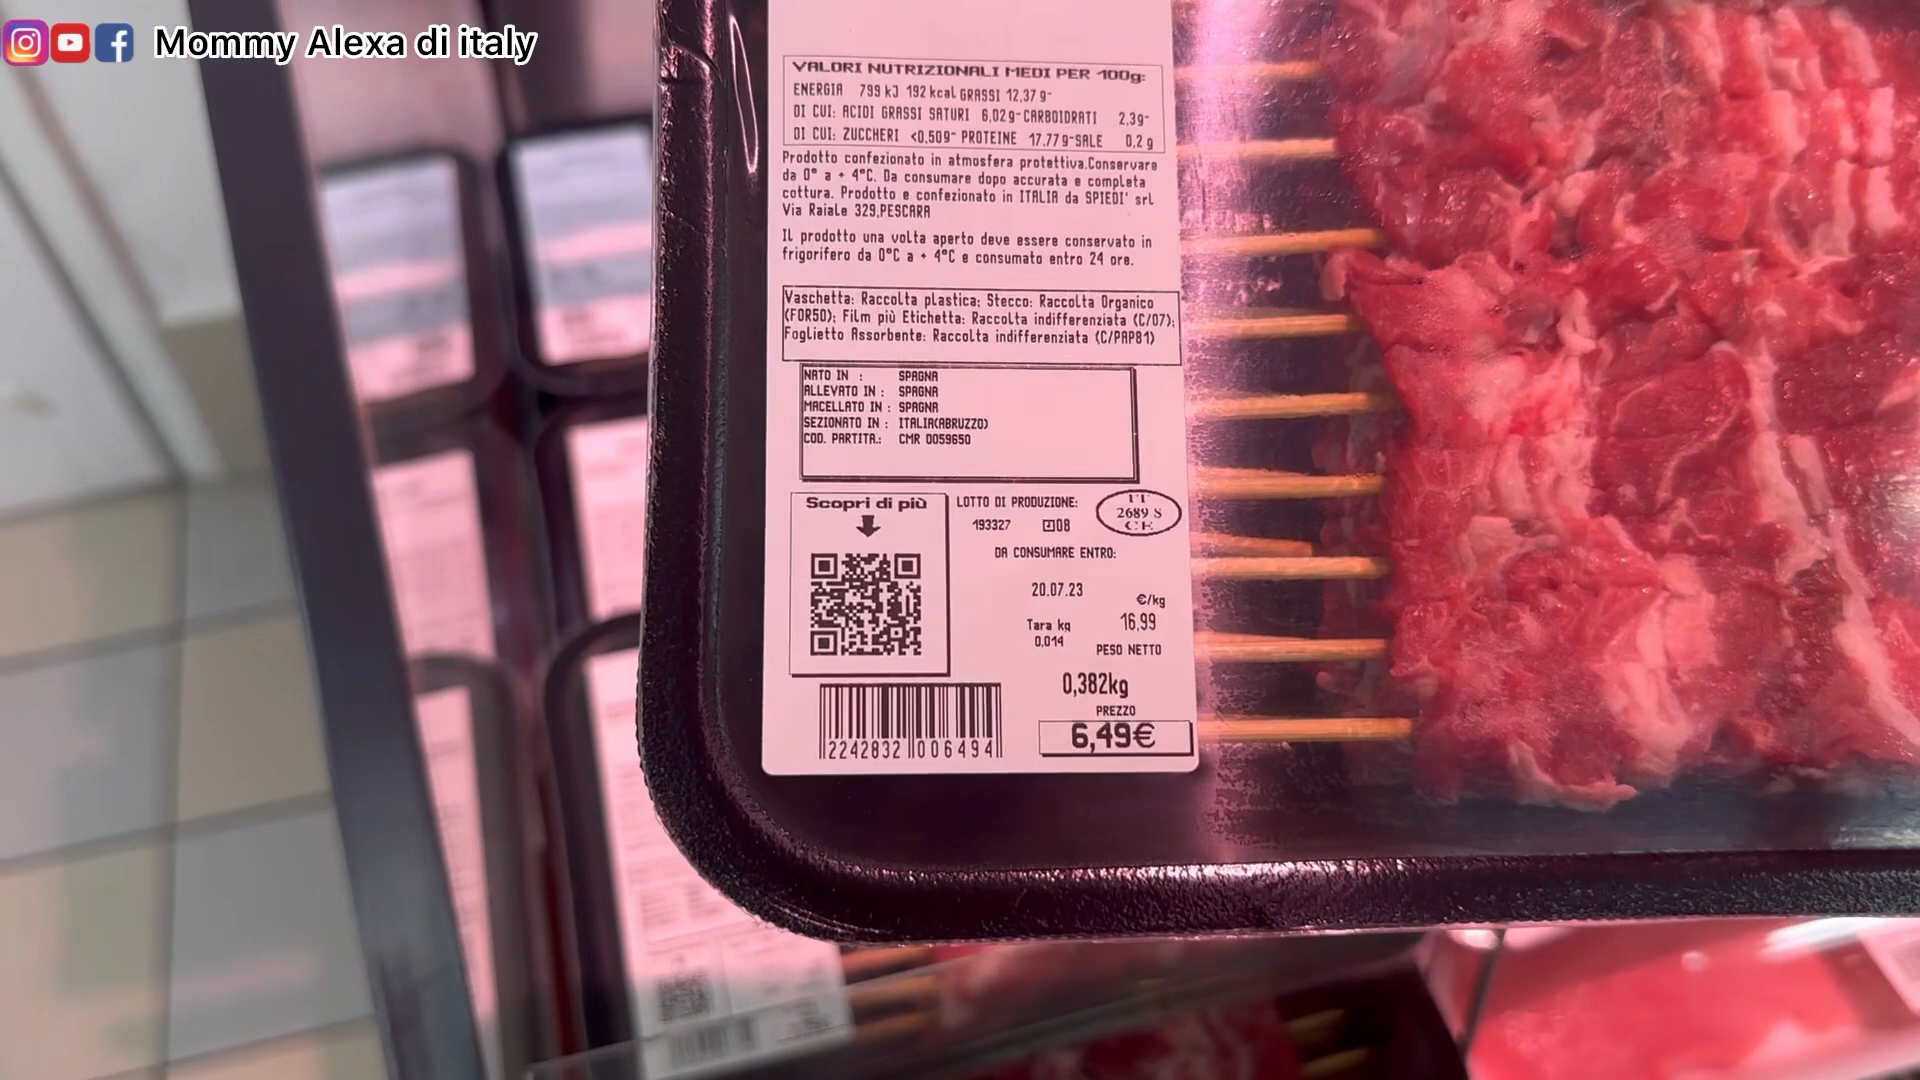 Mommy Alexa di italy
VALORI NUTRIZIONALI MEDI PER 100g:
ENERGIA 799 kJ 192 kcal GRASSI 12,37 g-
DI CUI: ACIDI GRASSI SATURI 6,02g-CARBOIDRATI 2,3g-
DI CUI: ZUCCHERI <0,50g- PROTEINE 17,77g-SALE 0,2 g
Prodotto confezionato in atmosfera protettiva.Conservare
da 0° a + 4°C. Da consumare dopo accurata e completa
cottura. Prodotto e confezionato in ITALIA da SPIEDI' srl
Via Raiale 329,PESCARA
Il prodotto una volta aperto deve essere conservato in
frigorifero da 0°C a + 4°C e consumato entro 24 ore.
Vaschetta: Raccolta plastica; Stecco: Raccolta Organico
(FOR50); Film più Etichetta: Raccolta indifferenziata (C/07);
Foglietto Assorbente: Raccolta indifferenziata (C/PAP81)
NATO IN : SPAGNA
ALLEVATO IN : SPAGNA
MACELLATO IN : SPAGNA
SEZIONATO IN : ITALIA(ABRUZZO)
COD. PARTITA.: CMR 0059650
Scopri di più
LOTTO DI PRODUZIONE:
193327 08
IT
2689 S
CE
DA CONSUMARE ENTRO:
20.07.23
€/kg
Tara kg 16,99
0,014
PESO NETTO
0,382kg
PREZZO
6,49€
2242832 006494